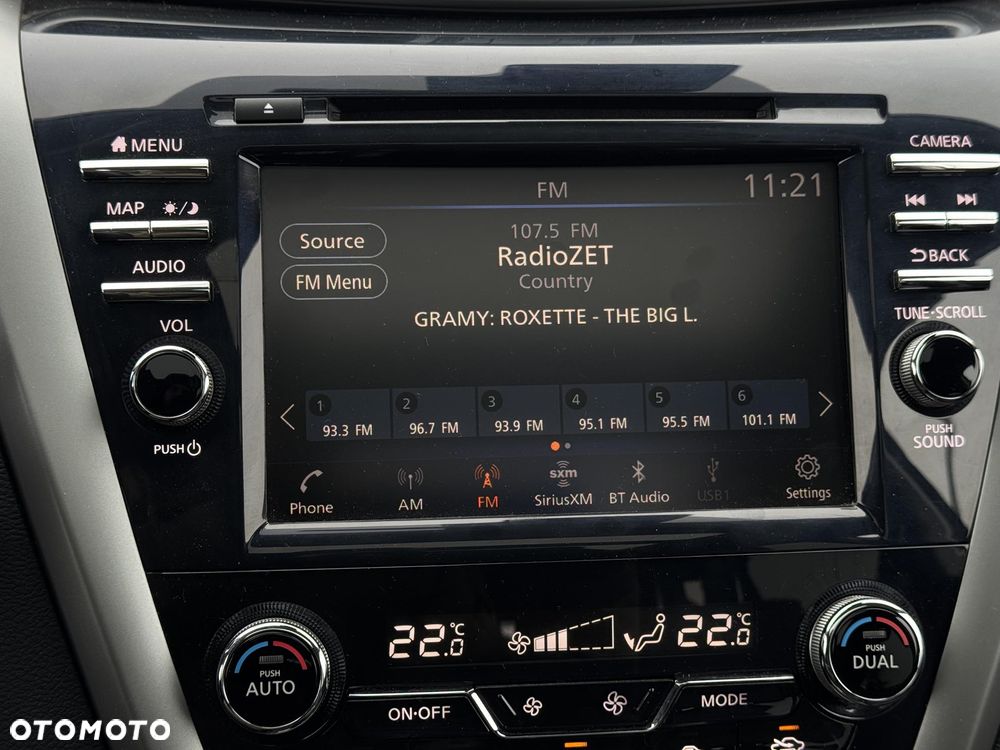 MENU
CAMERA
MAP
AUDIO
BACK
VOL
TUNE·SCROLL
PUSH
PUSH
SOUND
FM
11:21
Source
107.5 FM
RadioZET
FM Menu
Country
GRAMY: ROXETTE - THE BIG L.
1 2 3 4 5 6
93.3 FM 96.7 FM 93.9 FM 95.1 FM 95.5 FM 101.1 FM
sxm
Phone AM FM SiriusXM BT Audio USB1 Settings
22.0 °C
22.0 °C
PUSH
AUTO
PUSH
DUAL
ON·OFF
MODE
OTOMOTO